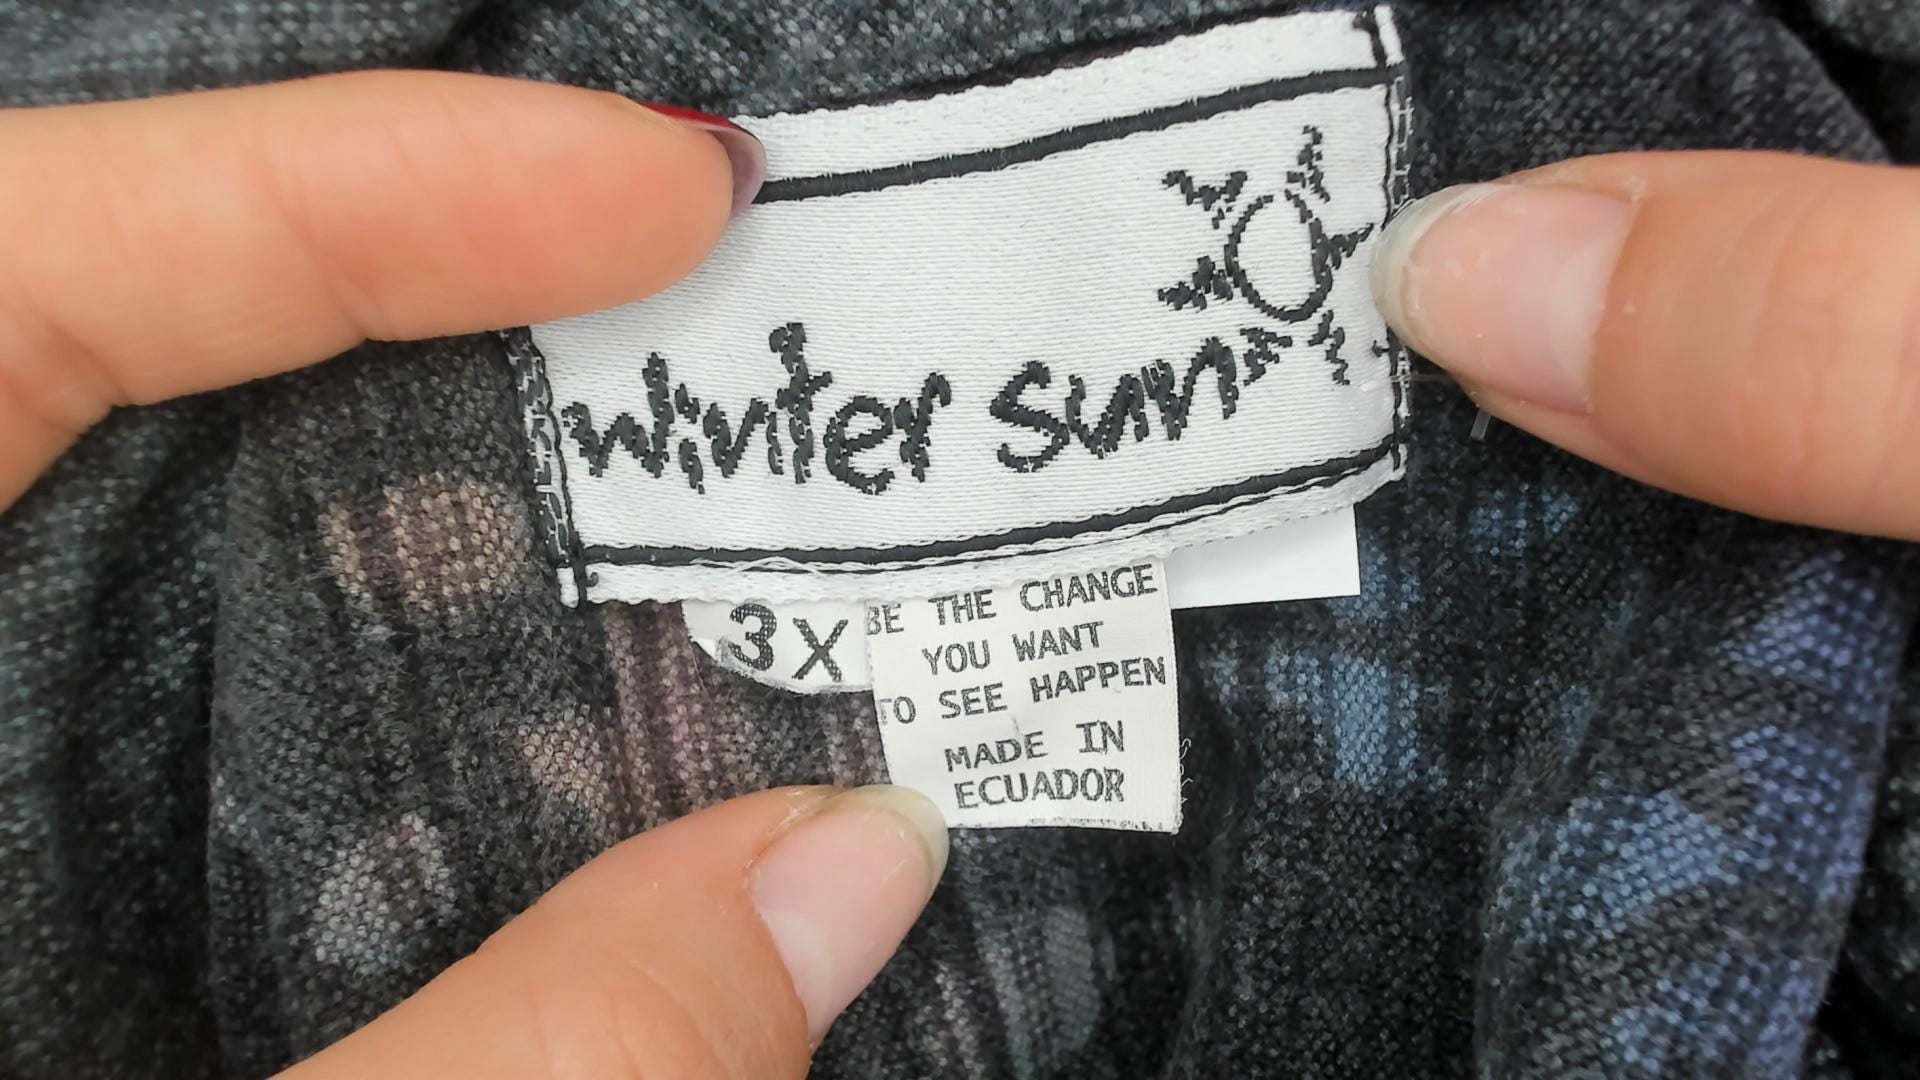 winter sun
3X
BE THE CHANGE
YOU WANT
TO SEE HAPPEN
MADE IN
ECUADOR